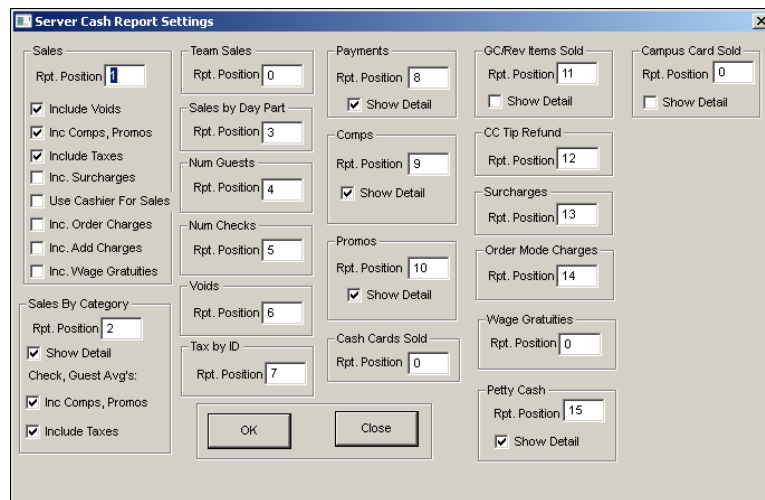 Server Cash Report Settings
Sales
Rpt. Position 1
Include Voids
Inc Comps, Promos
Include Taxes
Inc. Surcharges
Use Cashier For Sales
Inc. Order Charges
Inc. Add Charges
Inc. Wage Gratuities
Sales By Category
Rpt. Position 2
Show Detail
Check, Guest Avg's:
Inc Comps, Promos
Include Taxes
Team Sales
Rpt. Position 0
Sales by Day Part
Rpt. Position 3
Num Guests
Rpt. Position 4
Num Checks
Rpt. Position 5
Voids
Rpt. Position 6
Tax by ID
Rpt. Position 7
Payments
Rpt. Position 8
Show Detail
Comps
Rpt. Position 9
Show Detail
Promos
Rpt. Position 10
Show Detail
Cash Cards Sold
Rpt. Position 0
OK
Close
GC/Rev Items Sold
Rpt. Position 11
Show Detail
CC Tip Refund
Rpt. Position 12
Surcharges
Rpt. Position 13
Order Mode Charges
Rpt. Position 14
Wage Gratuities
Rpt. Position 0
Petty Cash
Rpt. Position 15
Show Detail
Campus Card Sold
Rpt. Position 0
Show Detail